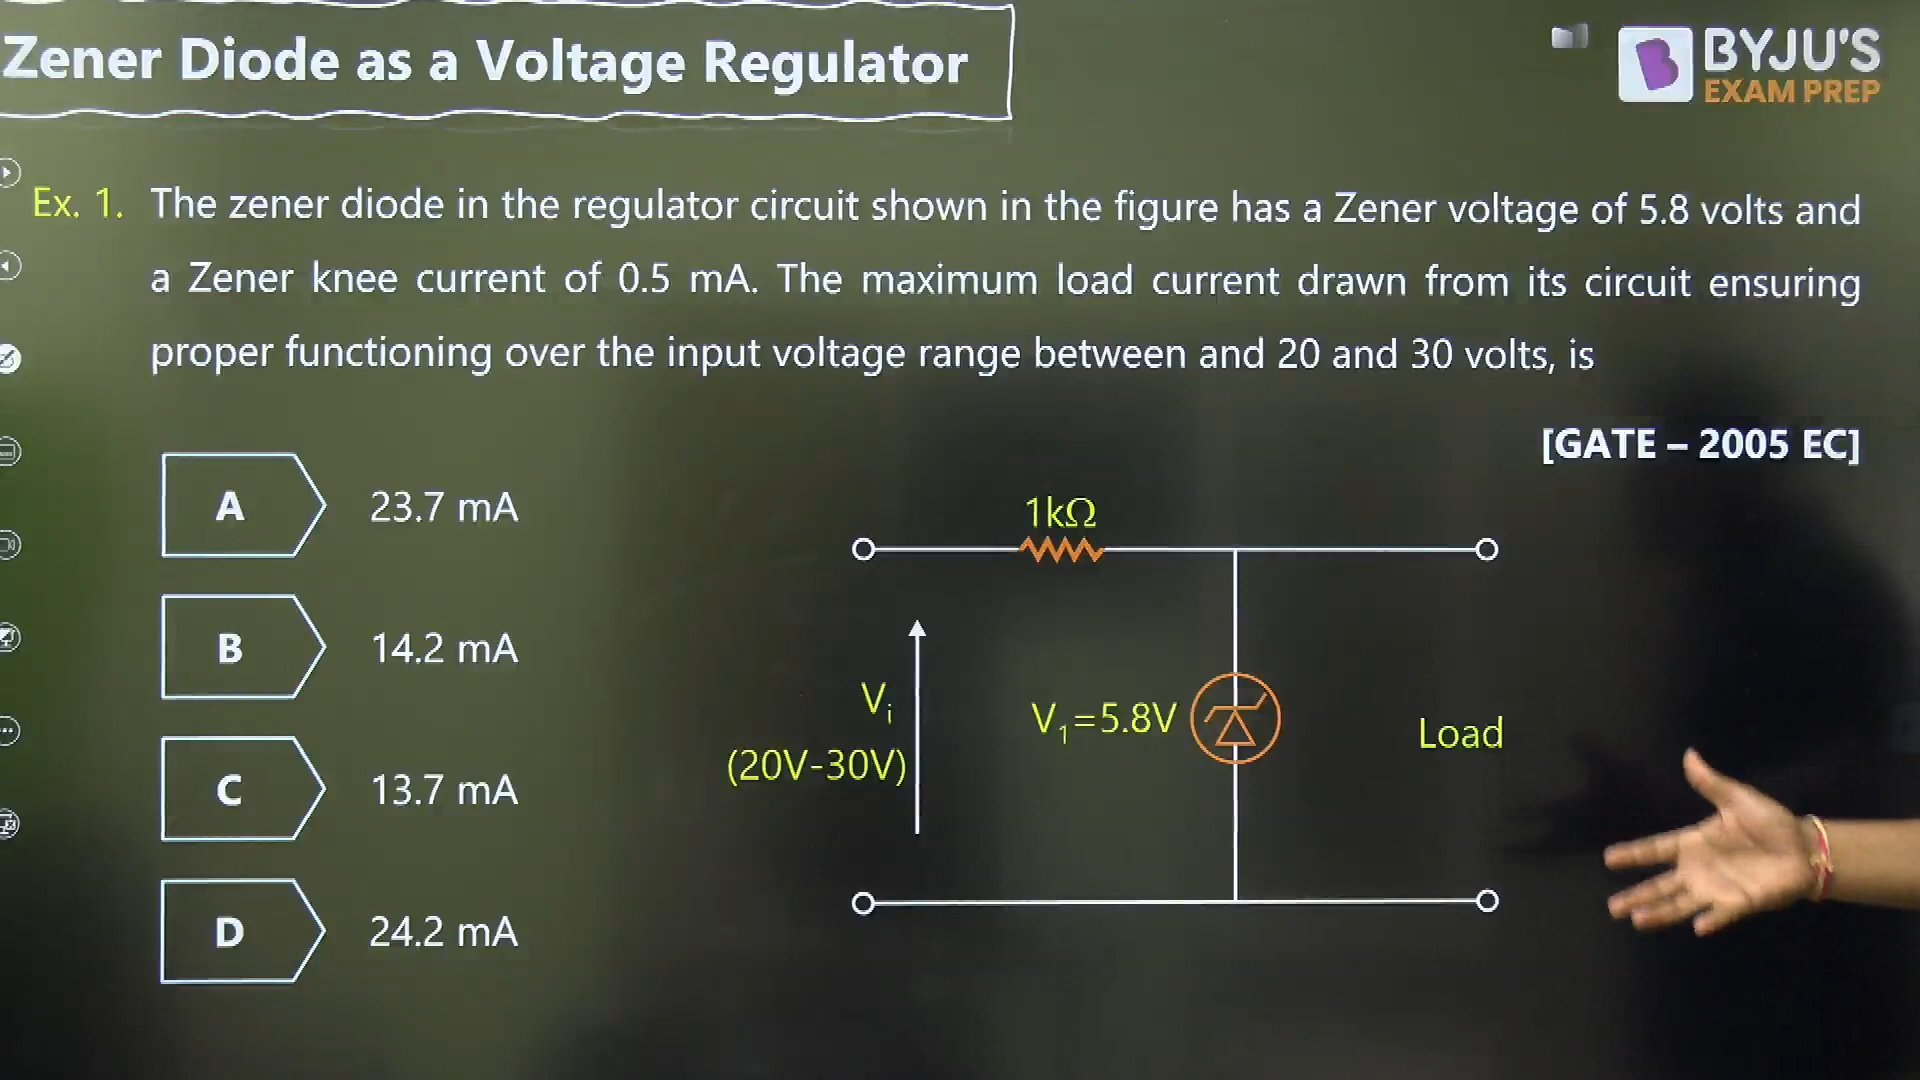 Zener Diode as a Voltage Regulator
BYJU'S
EXAM PREP
Ex. 1. The zener diode in the regulator circuit shown in the figure has a Zener voltage of 5.8 volts and
a Zener knee current of 0.5 mA. The maximum load current drawn from its circuit ensuring
proper functioning over the input voltage range between and 20 and 30 volts, is
[GATE – 2005 EC]
A 23.7 mA
B 14.2 mA
C 13.7 mA
D 24.2 mA
1kΩ
Vi
(20V-30V)
V1=5.8V
Load